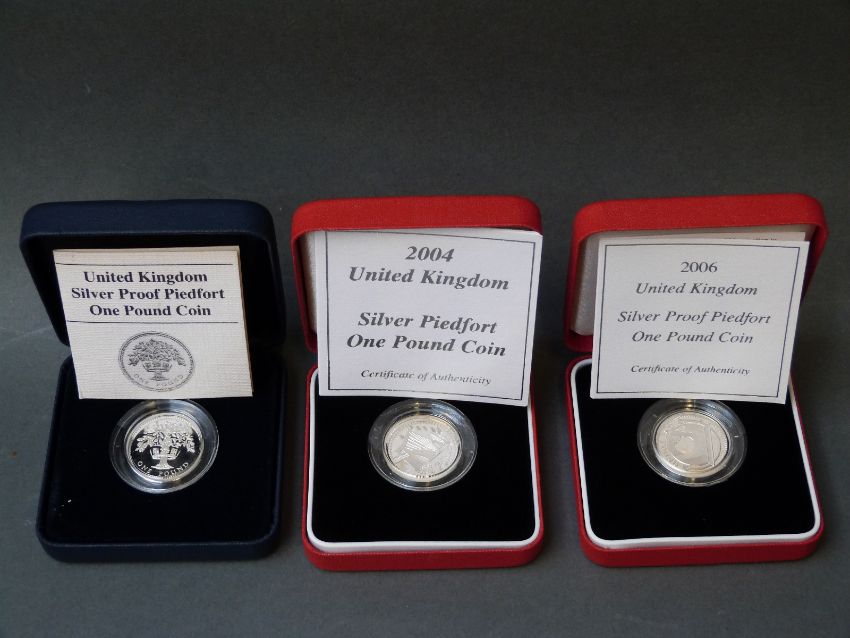 United Kingdom
Silver Proof Piedfort
One Pound Coin
ONE POUND
ONE POUND
2004
United Kingdom
Silver Piedfort
One Pound Coin
Certificate of Authenticity
2006
United Kingdom
Silver Proof Piedfort
One Pound Coin
Certificate of Authenticity